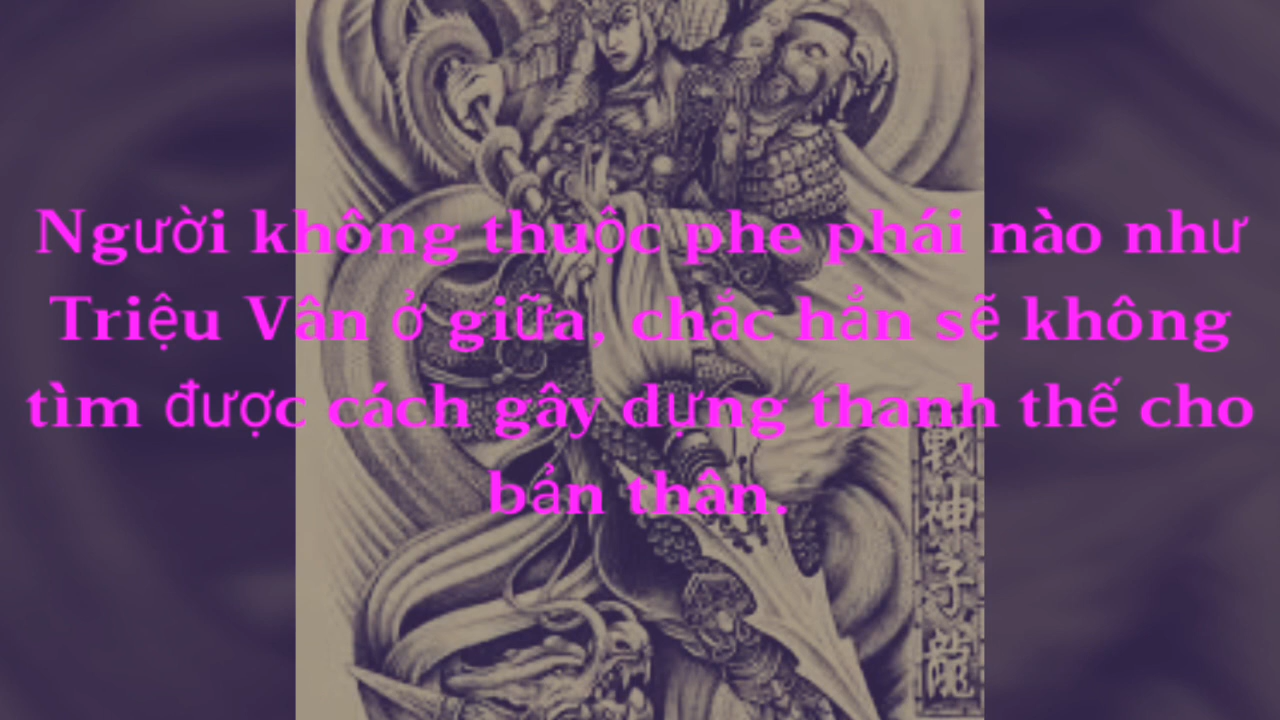 Người không thuộc phe phái nào như
Triệu Vân ở giữa, chắc hẳn sẽ không
tìm được cách gây dựng thanh thế cho
bản thân.
戰神子龍